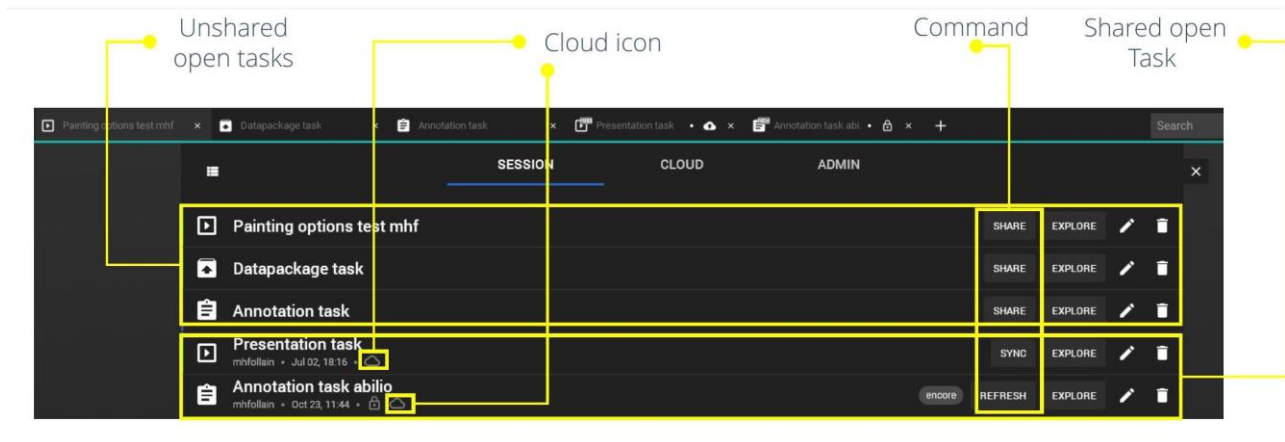 Unshared
open tasks
Cloud icon
Command
Shared open
Task
Painting options test mhf × Datapackage task × Annotation task × Presentation task • × Annotation task abi. • × + Search
SESSION CLOUD ADMIN ×
Painting options test mhf SHARE EXPLORE
Datapackage task SHARE EXPLORE
Annotation task SHARE EXPLORE
Presentation task SYNC EXPLORE
mhfollain • Jul 02, 18:16 •
Annotation task abilio encore REFRESH EXPLORE
mhfollain • Oct 23, 11:44 •